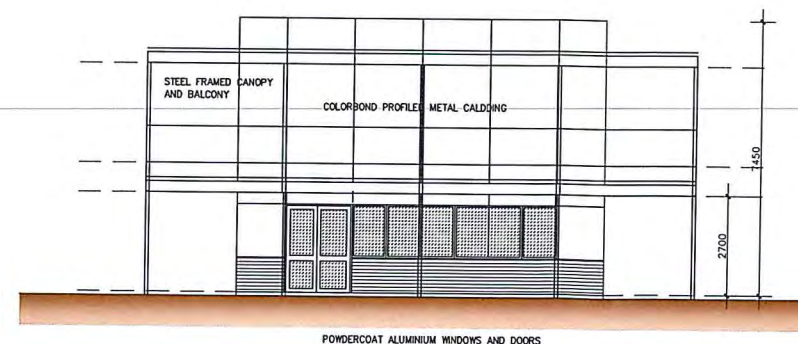 STEEL FRAMED CANOPY
AND BALCONY
COLORBOND PROFILED METAL CALDDING
7450
2700
POWDERCOAT ALUMINIUM WINDOWS AND DOORS